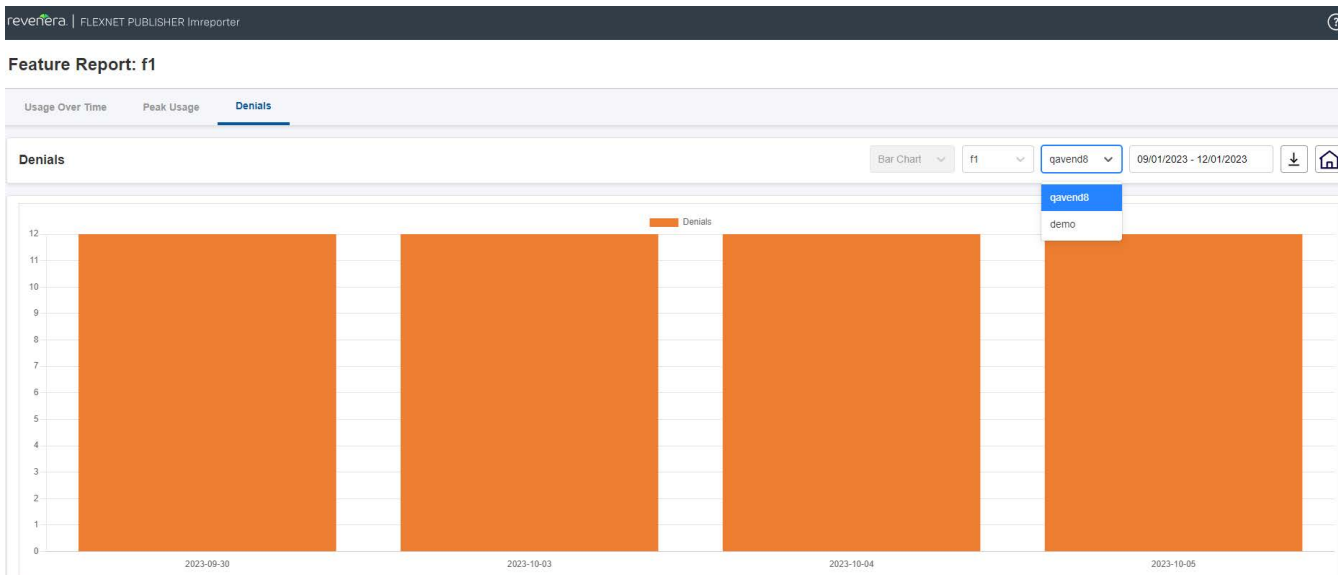 revenera. | FLEXNET PUBLISHER lmreporter
Feature Report: f1
Usage Over Time Peak Usage Denials
Denials Bar Chart f1 qavend8 09/01/2023 - 12/01/2023
qavend8
demo
Denials
12
11
10
9
8
7
6
5
4
3
2
1
0
2023-09-30 2023-10-03 2023-10-04 2023-10-05